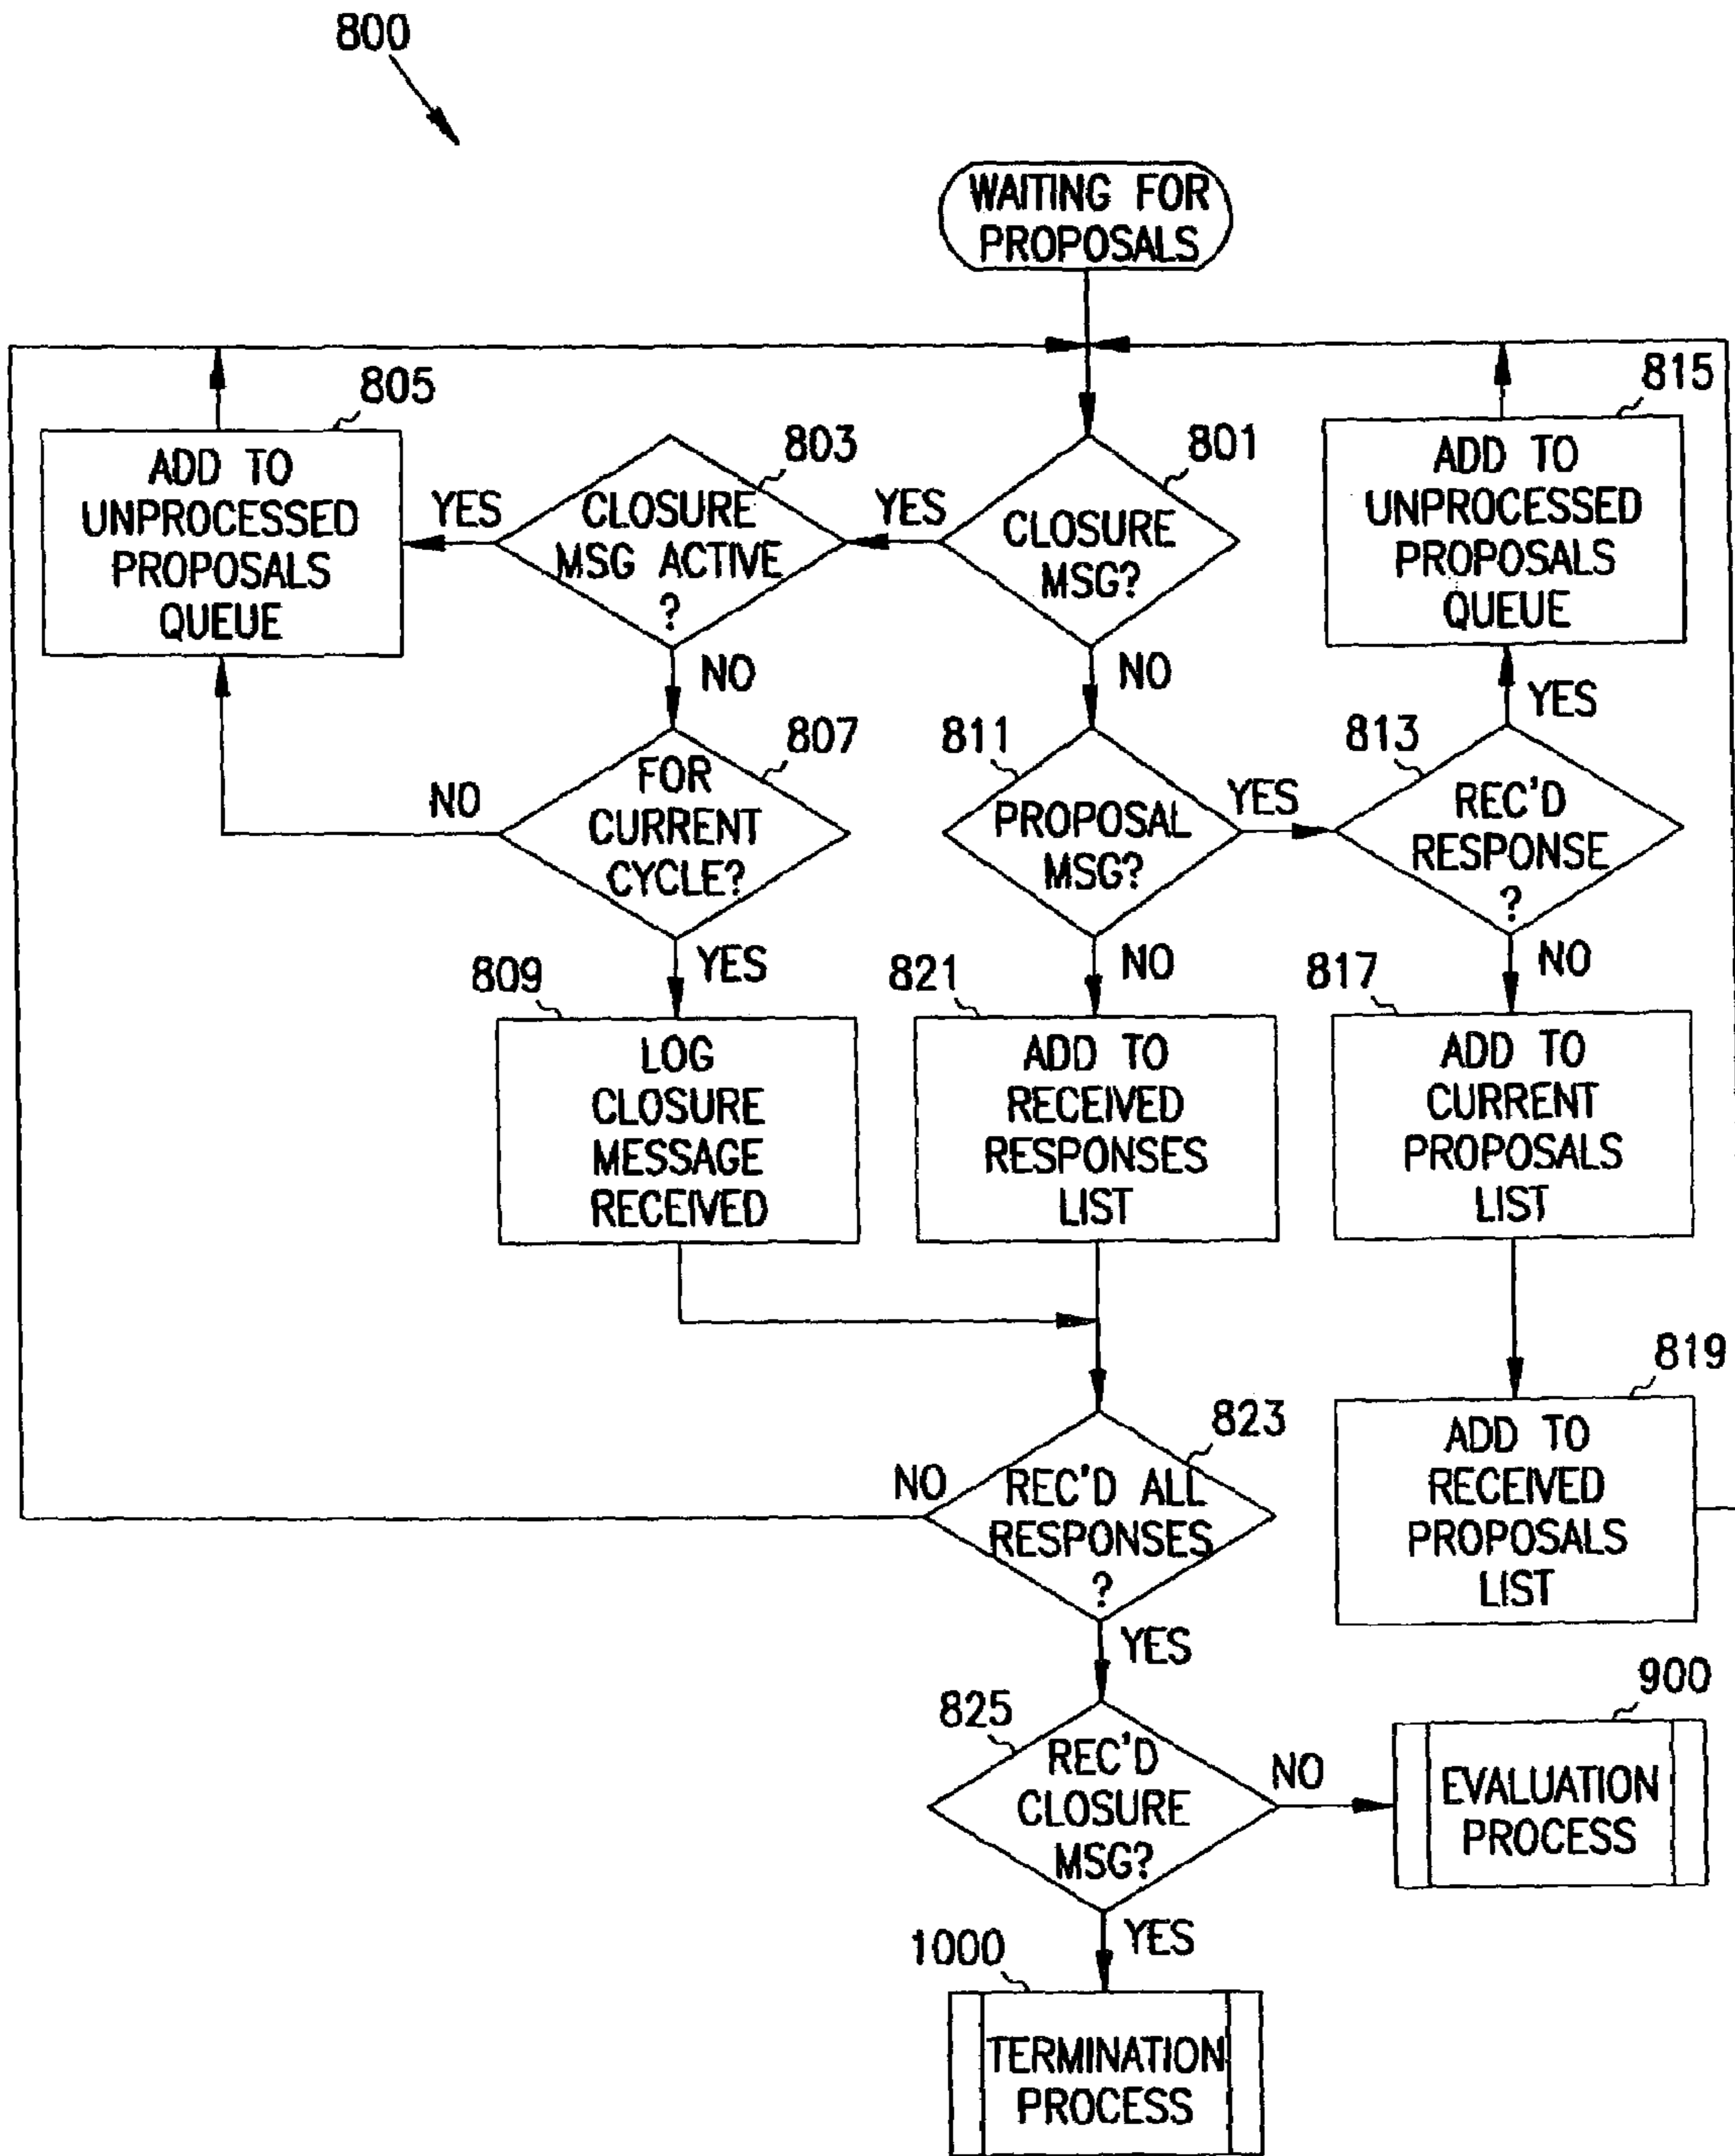 800
WAITING FOR
PROPOSALS
805
ADD TO
UNPROCESSED
PROPOSALS
QUEUE
YES
803
CLOSURE
MSG ACTIVE
?
YES
801
CLOSURE
MSG?
815
ADD TO
UNPROCESSED
PROPOSALS
QUEUE
NO
NO
YES
NO
807
FOR
CURRENT
CYCLE?
811
PROPOSAL
MSG?
YES
813
REC'D
RESPONSE
?
YES
NO
NO
809
LOG
CLOSURE
MESSAGE
RECEIVED
821
ADD TO
RECEIVED
RESPONSES
LIST
817
ADD TO
CURRENT
PROPOSALS
LIST
NO
823
REC'D ALL
RESPONSES
?
819
ADD TO
RECEIVED
PROPOSALS
LIST
YES
825
REC'D
CLOSURE
MSG?
NO
900
EVALUATION
PROCESS
YES
1000
TERMINATION
PROCESS